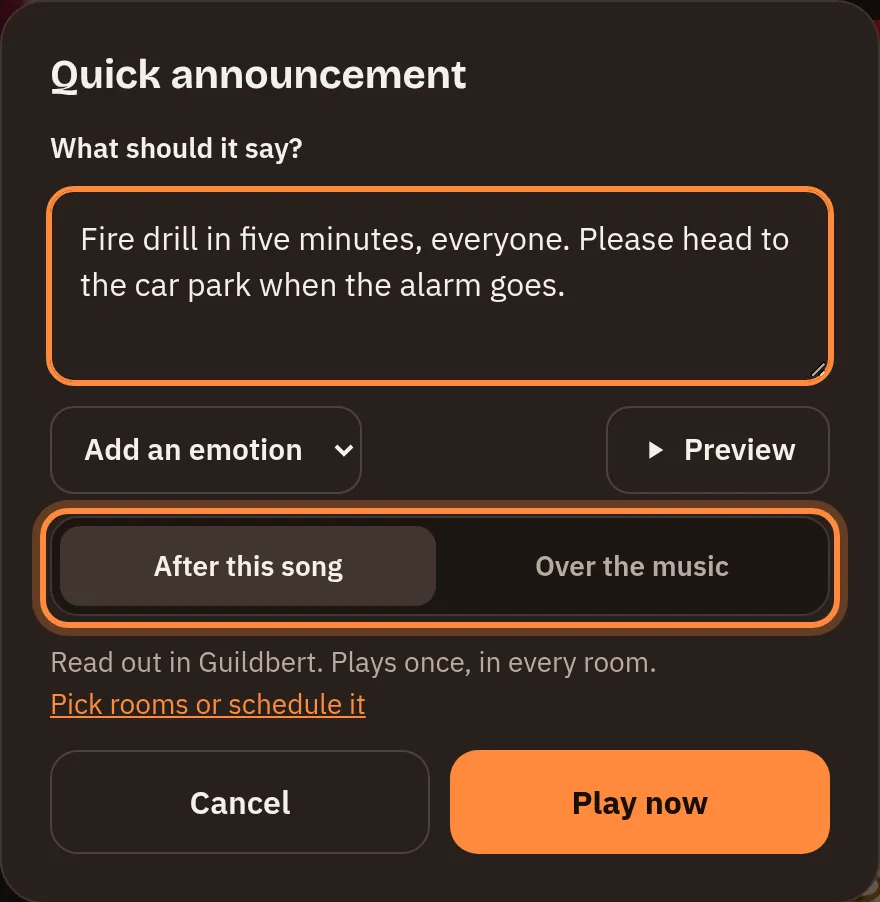 Quick announcement
What should it say?
Fire drill in five minutes, everyone. Please head to
the car park when the alarm goes.
Add an emotion
Preview
After this song
Over the music
Read out in Guildbert. Plays once, in every room.
Pick rooms or schedule it
Cancel
Play now